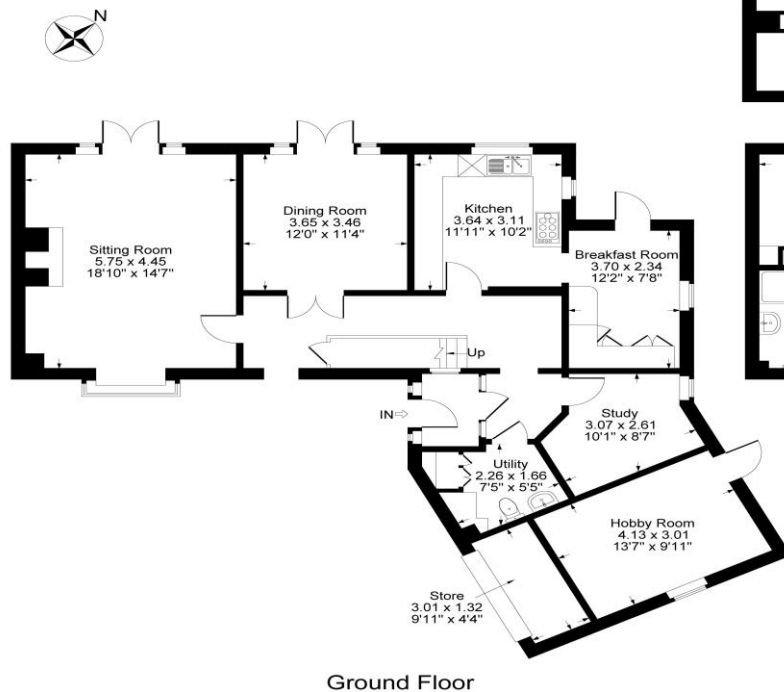 N
Sitting Room
5.75 x 4.45
18'10" x 14'7"
Dining Room
3.65 x 3.46
12'0" x 11'4"
Kitchen
3.64 x 3.11
11'11" x 10'2"
Breakfast Room
3.70 x 2.34
12'2" x 7'8"
Up
IN
Study
3.07 x 2.61
10'1" x 8'7"
Utility
2.26 x 1.66
7'5" x 5'5"
Hobby Room
4.13 x 3.01
13'7" x 9'11"
Store
3.01 x 1.32
9'11" x 4'4"
Ground Floor